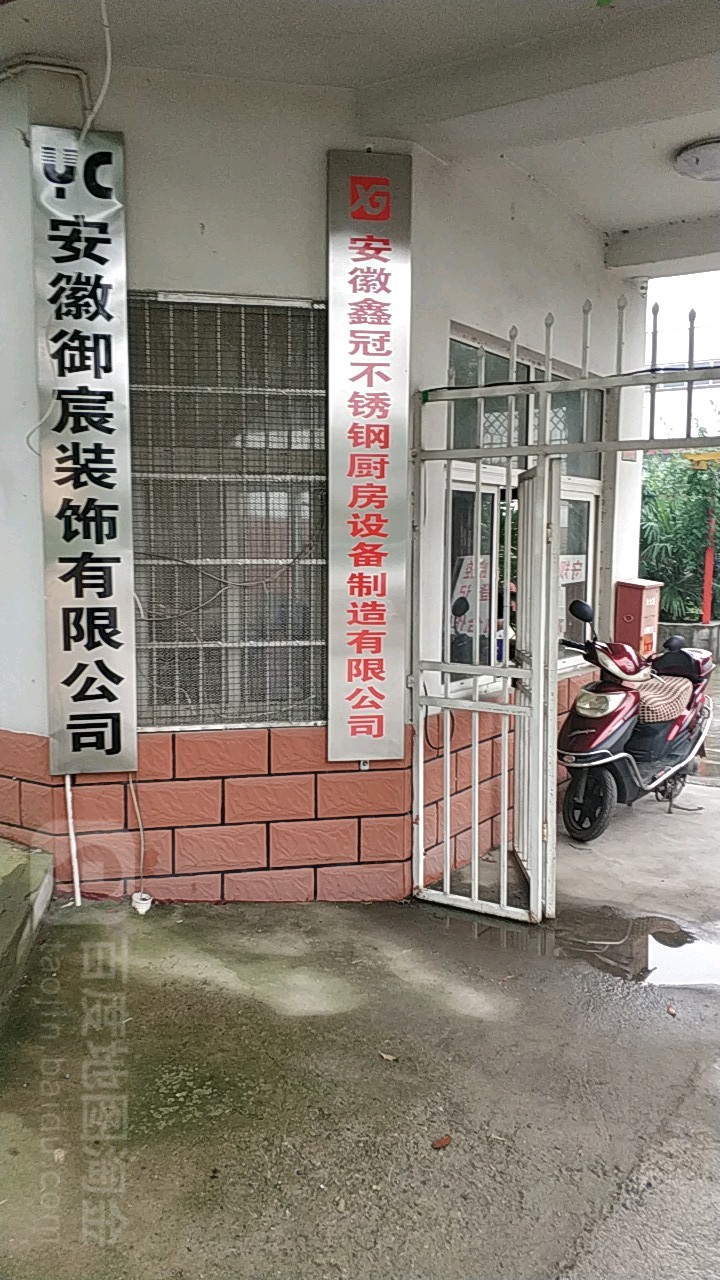 YC
安徽御宸装饰有限公司
XG
安徽鑫冠不锈钢厨房设备制造有限公司
百度地图淘金
taojin.baidu.com